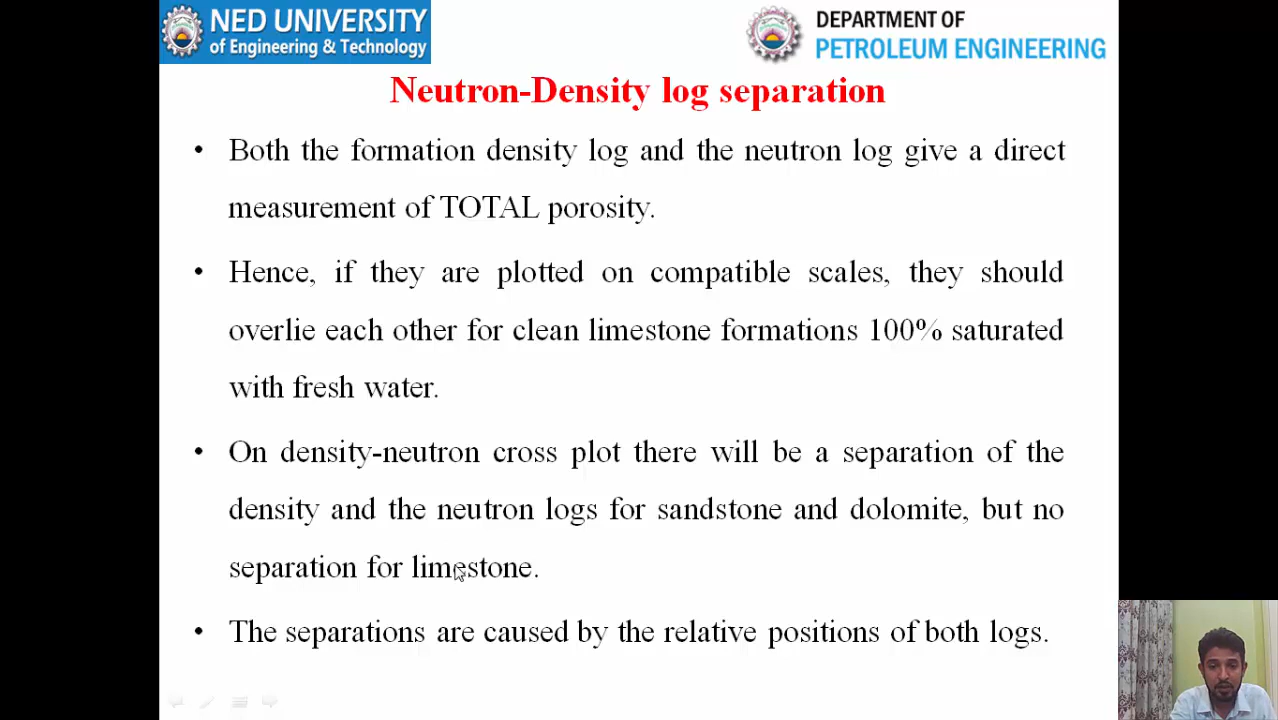 NED UNIVERSITY
of Engineering & Technology
DEPARTMENT OF
PETROLEUM ENGINEERING
Neutron-Density log separation
• Both the formation density log and the neutron log give a direct
measurement of TOTAL porosity.
• Hence, if they are plotted on compatible scales, they should
overlie each other for clean limestone formations 100% saturated
with fresh water.
• On density-neutron cross plot there will be a separation of the
density and the neutron logs for sandstone and dolomite, but no
separation for limestone.
• The separations are caused by the relative positions of both logs.